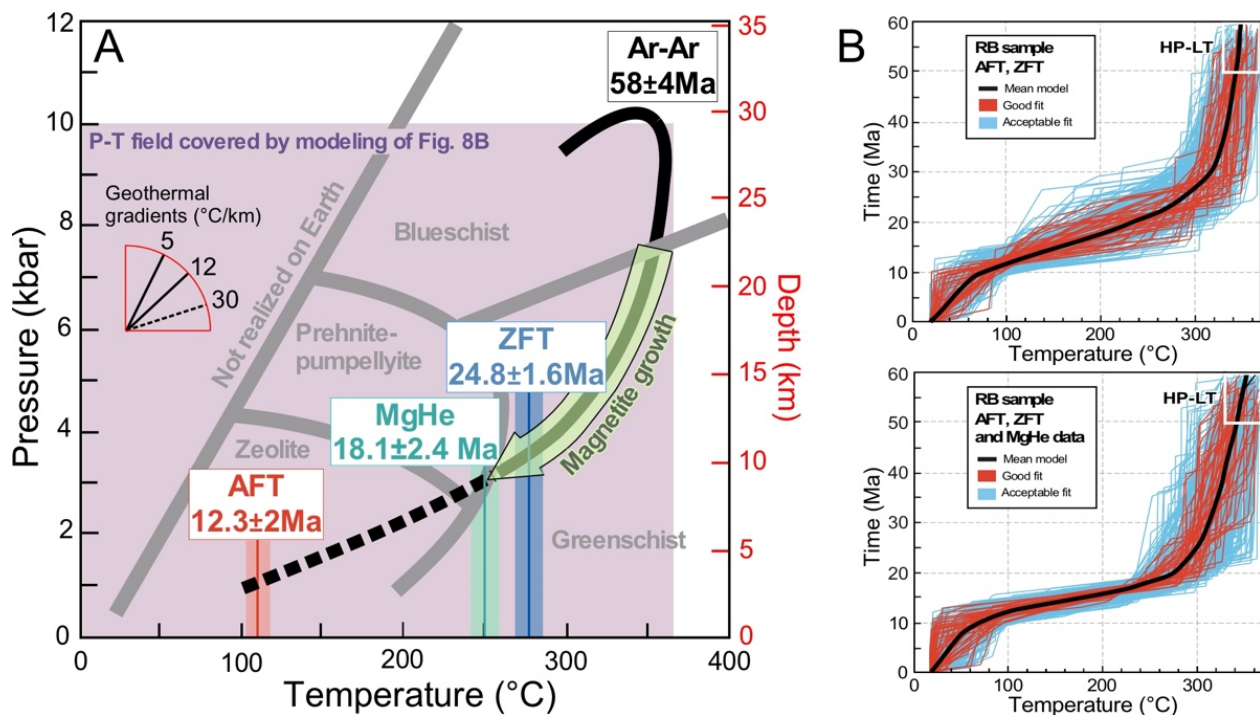 A
12
10
8
6
4
2
0
Pressure (kbar)
0
100
200
300
400
Temperature (°C)
35
30
25
20
15
10
5
0
Depth (km)
Ar-Ar
58±4Ma
P-T field covered by modeling of Fig. 8B
Geothermal
gradients (°C/km)
5
12
30
Not realized on Earth
Blueschist
Prehnite-
pumpellyite
Zeolite
Greenschist
ZFT
24.8±1.6Ma
MgHe
18.1±2.4 Ma
AFT
12.3±2Ma
Magnetite growth
B
60
50
40
30
20
10
0
Time (Ma)
RB sample
AFT, ZFT
Mean model
Good fit
Acceptable fit
HP-LT
0
100
200
300
Temperature (°C)
60
50
40
30
20
10
0
Time (Ma)
RB sample
AFT, ZFT
and MgHe data
Mean model
Good fit
Acceptable fit
HP-LT
0
100
200
300
Temperature (°C)